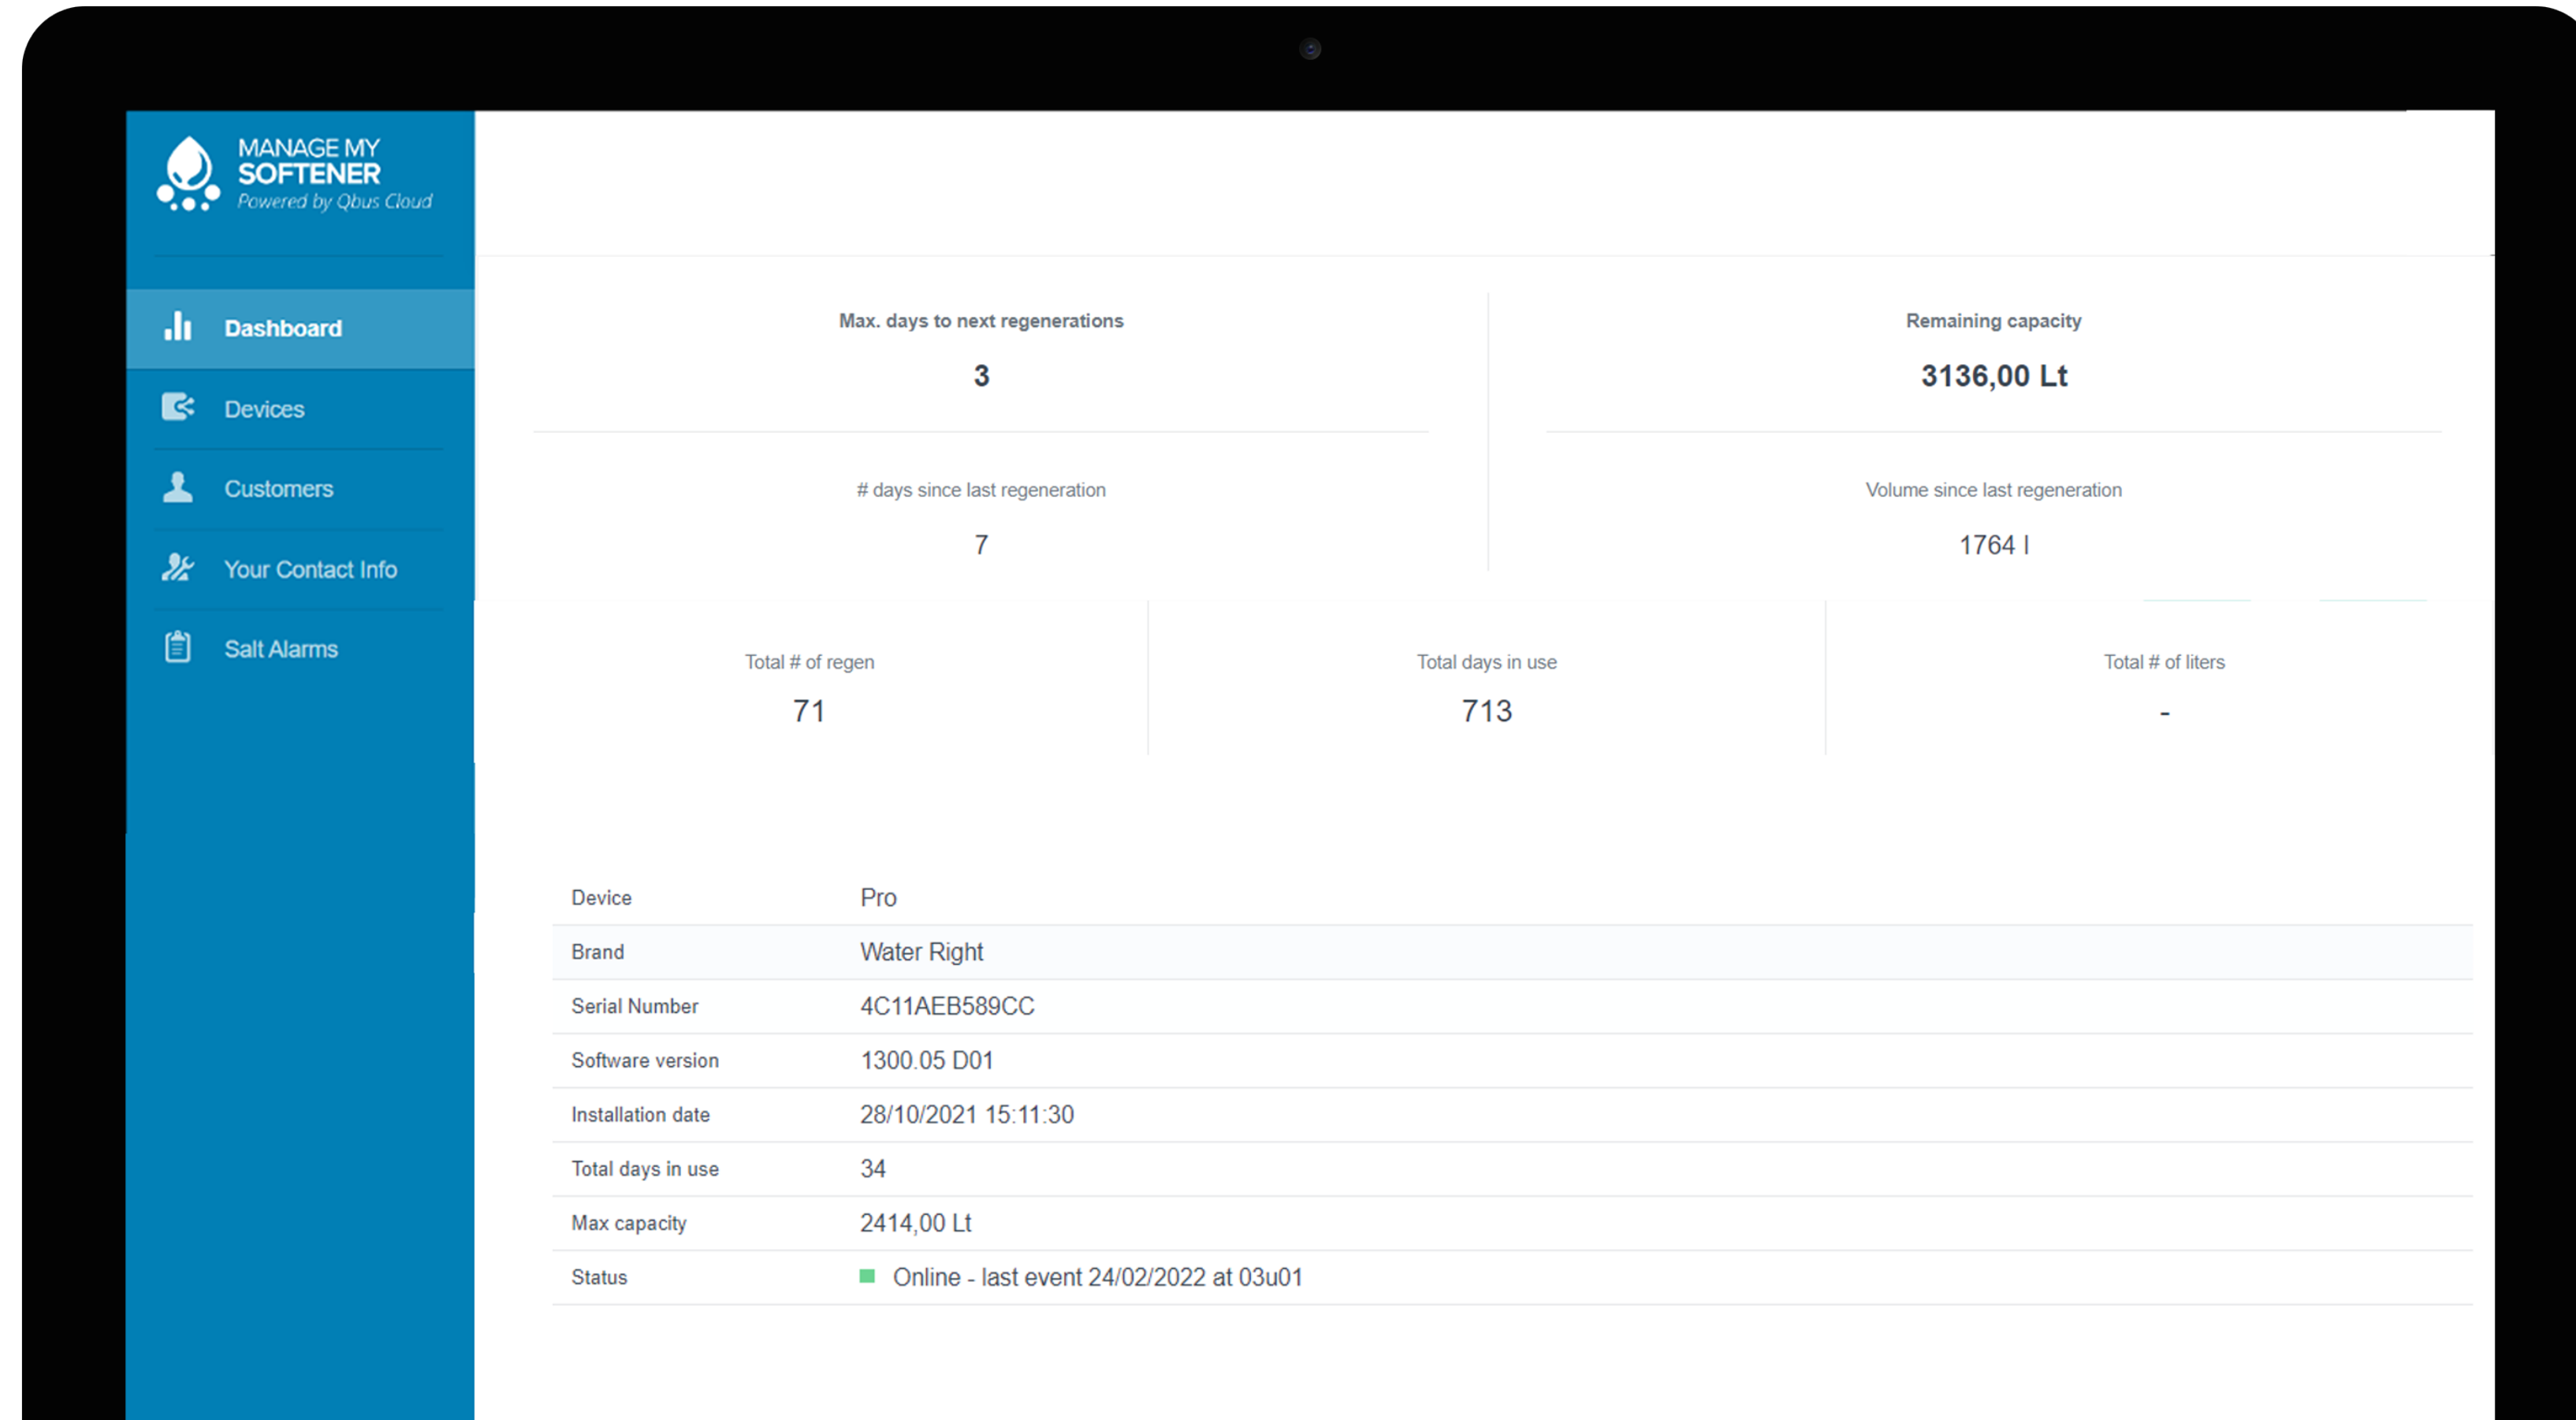 MANAGE MY
SOFTENER
Powered by Qbus Cloud
Dashboard
Devices
Customers
Your Contact Info
Salt Alarms
Max. days to next regenerations
3
Remaining capacity
3136,00 Lt
# days since last regeneration
7
Volume since last regeneration
1764 l
Total # of regen
71
Total days in use
713
Total # of liters
-
Device Pro
Brand Water Right
Serial Number 4C11AEB589CC
Software version 1300.05 D01
Installation date 28/10/2021 15:11:30
Total days in use 34
Max capacity 2414,00 Lt
Status Online - last event 24/02/2022 at 03u01